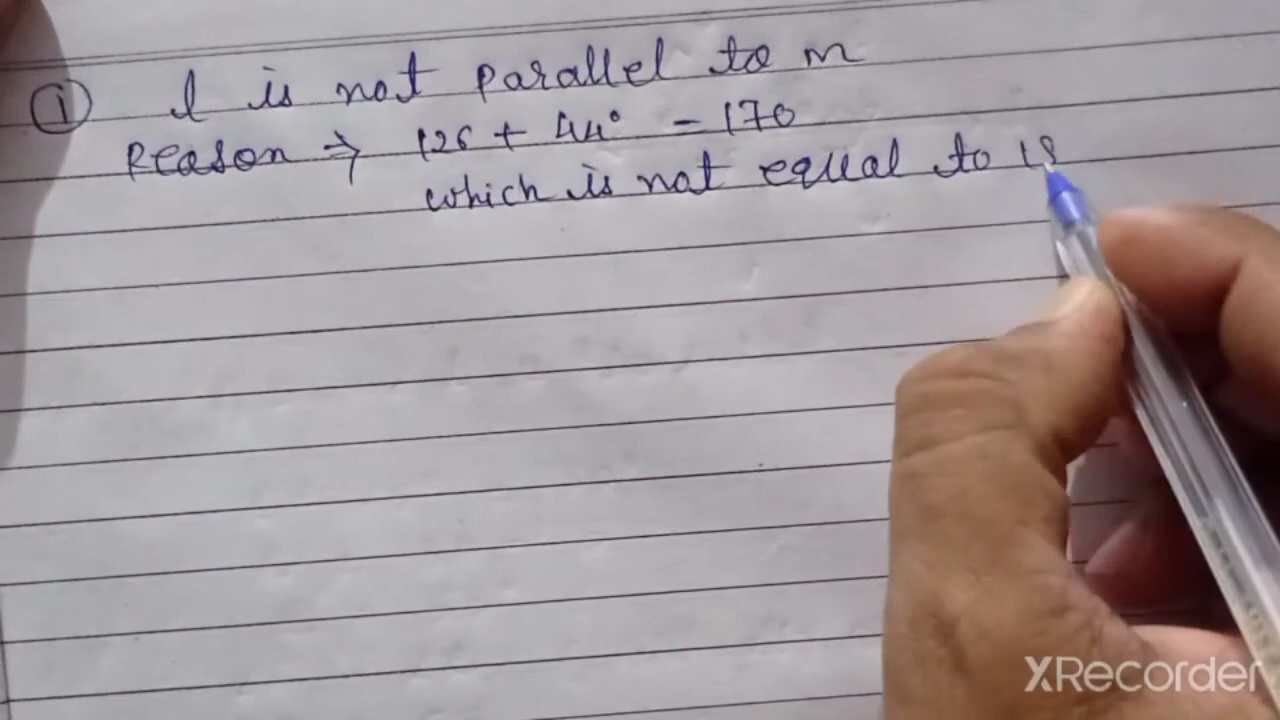 i l is not parallel to m
Reason ⇒ 126 + 44° = 170
which is not equal to 18
XRecorder